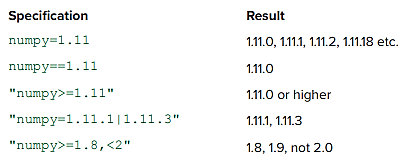 Specification Result
numpy=1.11 1.11.0, 1.11.1, 1.11.2, 1.11.18 etc.
numpy==1.11 1.11.0
"numpy>=1.11" 1.11.0 or higher
"numpy=1.11.1|1.11.3" 1.11.1, 1.11.3
"numpy>=1.8,<2" 1.8, 1.9, not 2.0